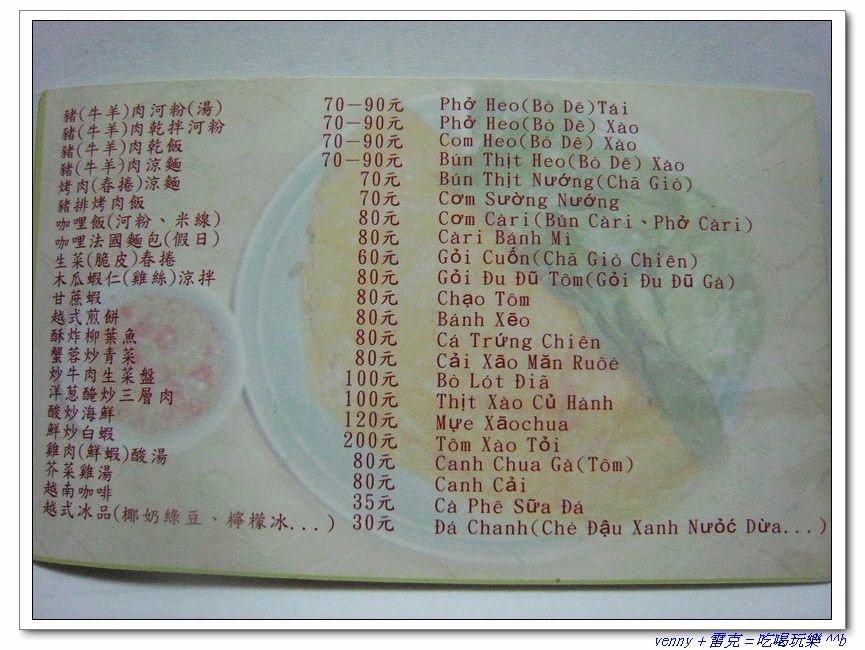 豬(牛羊)肉河粉(湯) 70－90元 Phở Heo(Bò Dê)Tái
豬(牛羊)肉乾拌河粉 70－90元 Phở Heo(Bò Dê) Xào
豬(牛羊)肉乾飯 70－90元 Com Heo(Bò Dê) Xào
豬(牛羊)肉涼麵 70－90元 Bún Thịt Heo(Bò Dê) Xào
烤肉(春捲)涼麵 70元 Bún Thịt Nướng(Chã Giò)
豬排烤肉飯 70元 Cơm Sường Nướng
咖哩飯(河粉、米線) 80元 Cơm Càri(Bún Càri、Phở Càri)
咖哩法國麵包(假日) 80元 Càri Bánh Mì
生菜(脆皮)春捲 60元 Gỏi Cuốn(Chã Giò Chiên)
木瓜蝦仁(雞絲)涼拌 80元 Gỏi Đu Đũ Tôm(Gỏi Đu Đũ Gà)
甘蔗蝦 80元 Chạo Tôm
越式煎餅 80元 Bánh Xẽo
酥炸柳葉魚 80元 Cá Trứng Chiên
蟹蓉炒青菜 80元 Cải Xão Măn Ruôé
炒牛肉生菜盤 100元 Bò Lót Điã
洋葱醃炒三層肉 100元 Thịt Xào Củ Hành
酸炒海鮮 120元 Mực Xãochua
鮮炒白蝦 200元 Tôm Xào Tỏi
雞肉(鮮蝦)酸湯 80元 Canh Chua Gà(Tôm)
芥菜雞湯 80元 Canh Cải
越南咖啡 35元 Cà Phê Sữa Đá
越式冰品(椰奶綠豆、檸檬冰...) 30元 Đá Chanh(Chè Đậu Xanh Nước Dừa...)
venny + 雷克 = 吃喝玩樂 ^^b